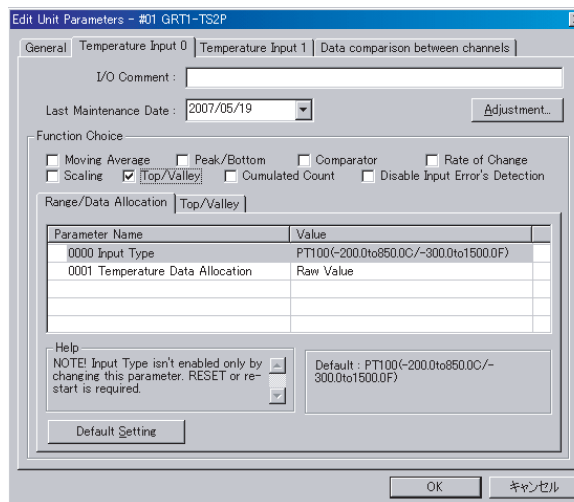 Edit Unit Parameters - #01 GRT1-TS2P
General Temperature Input 0 Temperature Input 1 Data comparison between channels
I/O Comment :
Last Maintenance Date : 2007/05/19 Adjustment...
Function Choice
Moving Average Peak/Bottom Comparator Rate of Change
Scaling Top/Valley Cumulated Count Disable Input Error's Detection
Range/Data Allocation Top/Valley
Parameter Name Value
0000 Input Type PT100(-200.0to850.0C/-300.0to1500.0F)
0001 Temperature Data Allocation Raw Value
Help
NOTE! Input Type isn't enabled only by
changing this parameter. RESET or re-
start is required.
Default : PT100(-200.0to850.0C/-
300.0to1500.0F)
Default Setting
OK キャンセル